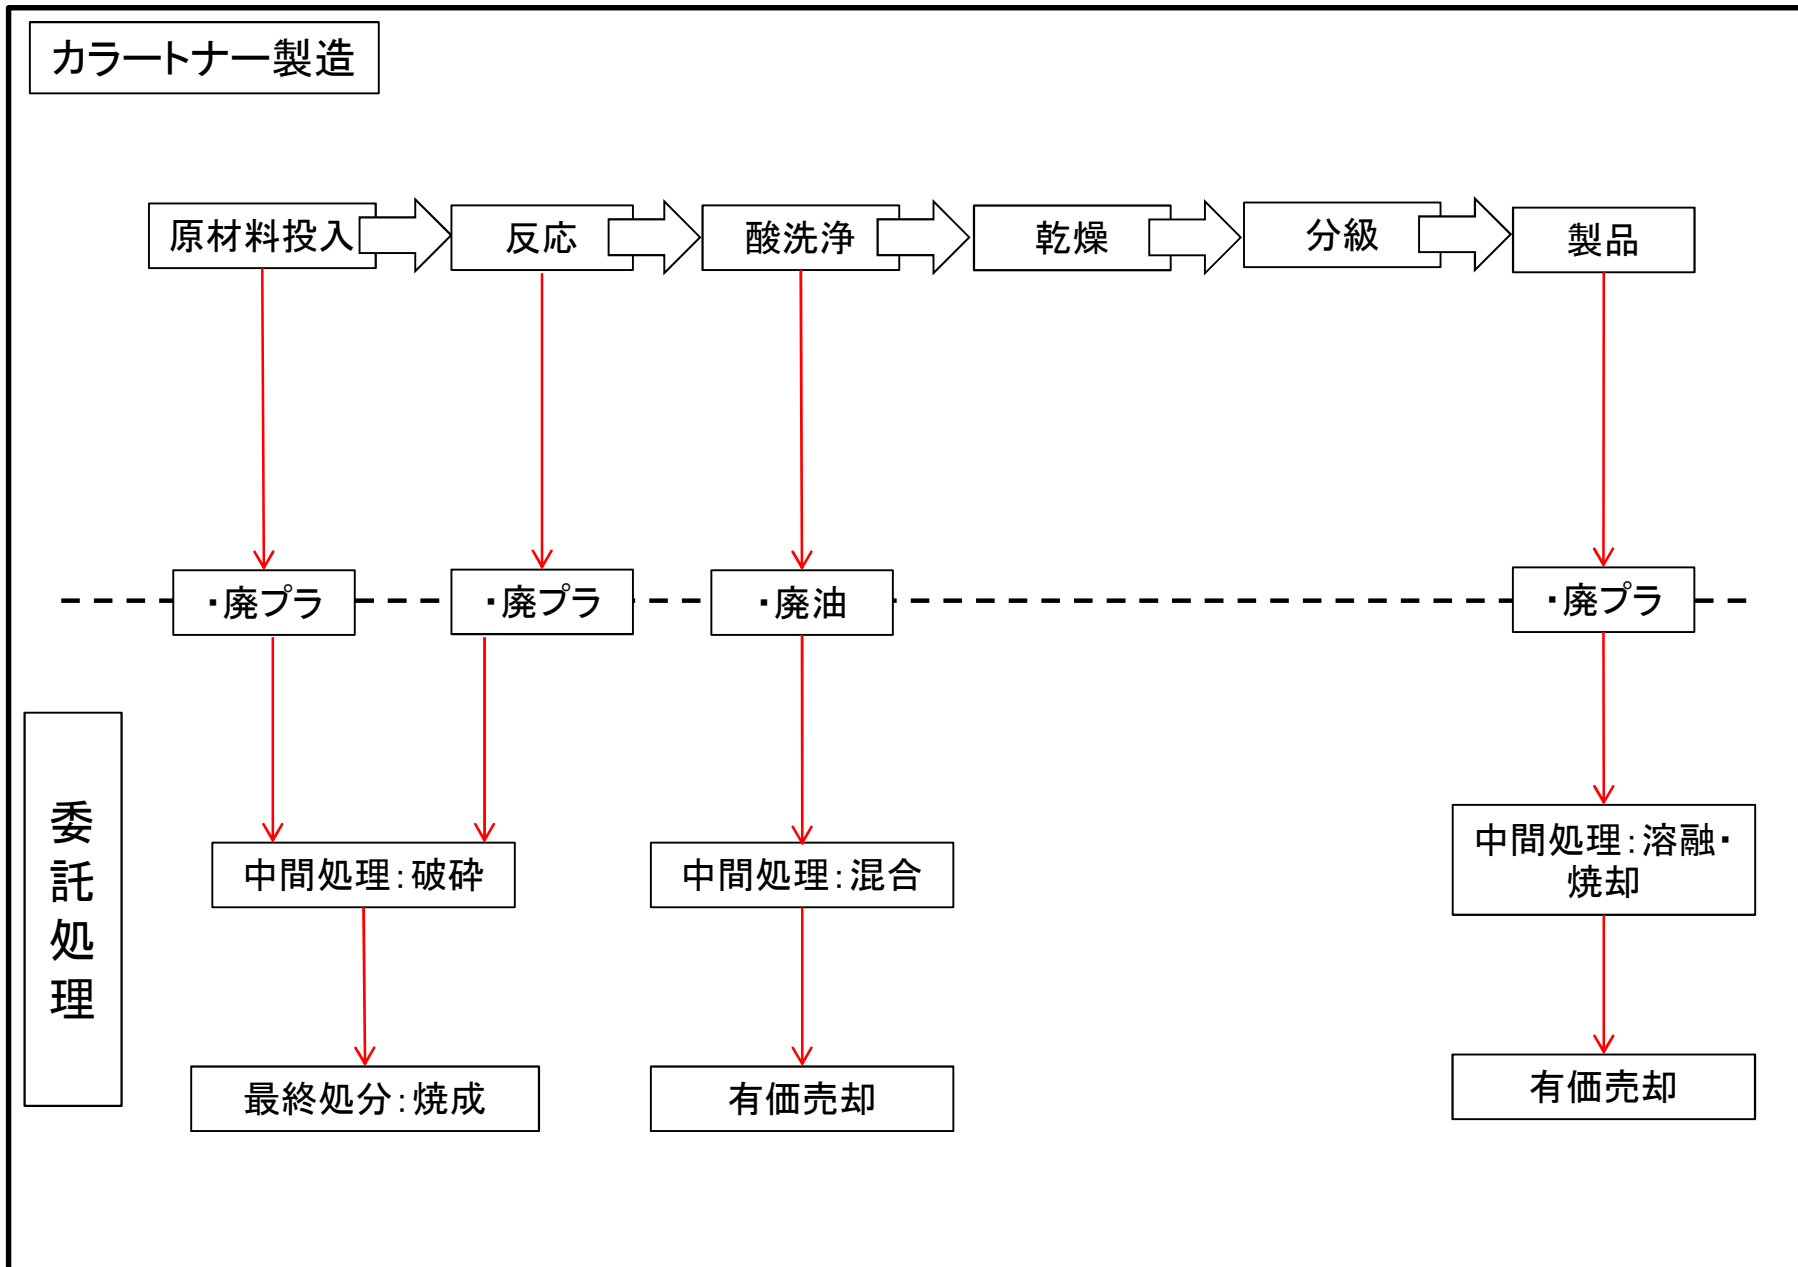 カラートナー製造
原材料投入
反応
酸洗浄
乾燥
分級
製品
・廃プラ
・廃プラ
・廃油
・廃プラ
委託処理
中間処理：破砕
中間処理：混合
中間処理：溶融・
焼却
最終処分：焼成
有価売却
有価売却